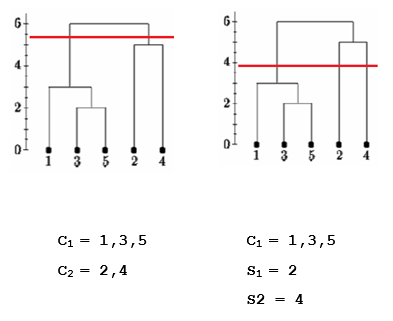 6
4
2
0
1 3 5 2 4
6
4
2
0
1 3 5 2 4
C₁ = 1,3,5
C₂ = 2,4
C₁ = 1,3,5
S₁ = 2
S2 = 4